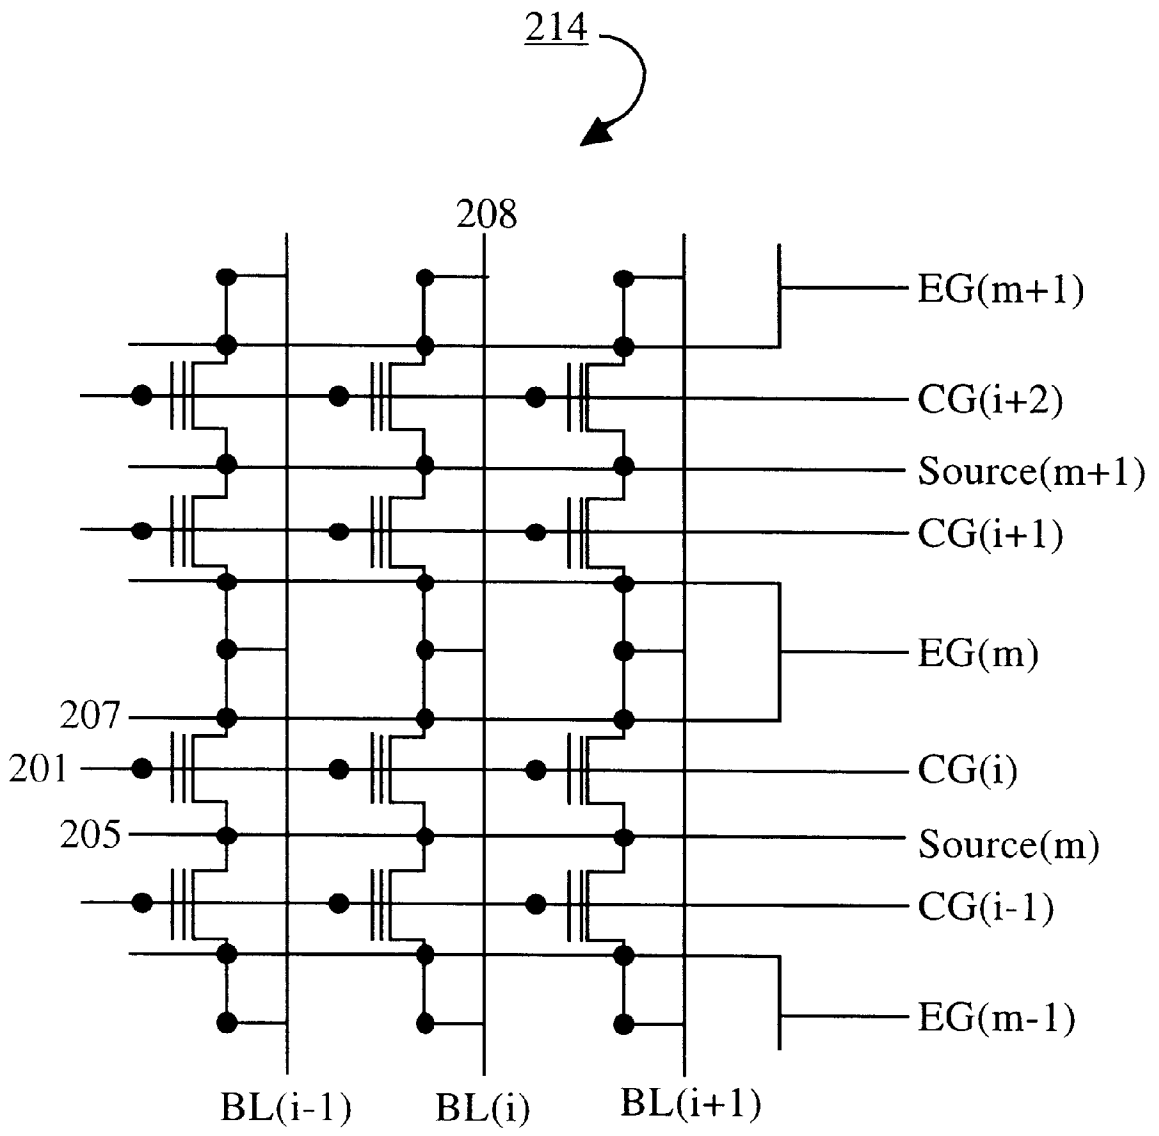 214
208
EG(m+1)
CG(i+2)
Source(m+1)
CG(i+1)
EG(m)
207
201
CG(i)
205
Source(m)
CG(i-1)
EG(m-1)
BL(i-1)
BL(i)
BL(i+1)